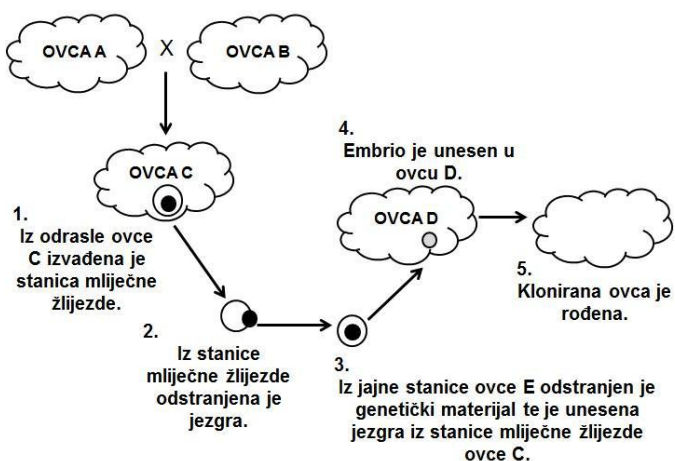 OVCA A X OVCA B
OVCA C
1.
Iz odrasle ovce
C izvađena je
stanica mliječne
žlijezde.
2.
Iz stanice
mliječne žlijezde
odstranjena je
jezgra.
3.
Iz jajne stanice ovce E odstranjen je
genetički materijal te je unesena
jezgra iz stanice mliječne žlijezde
ovce C.
4.
Embrio je unesen u
ovcu D.
OVCA D
5.
Klonirana ovca je
rođena.